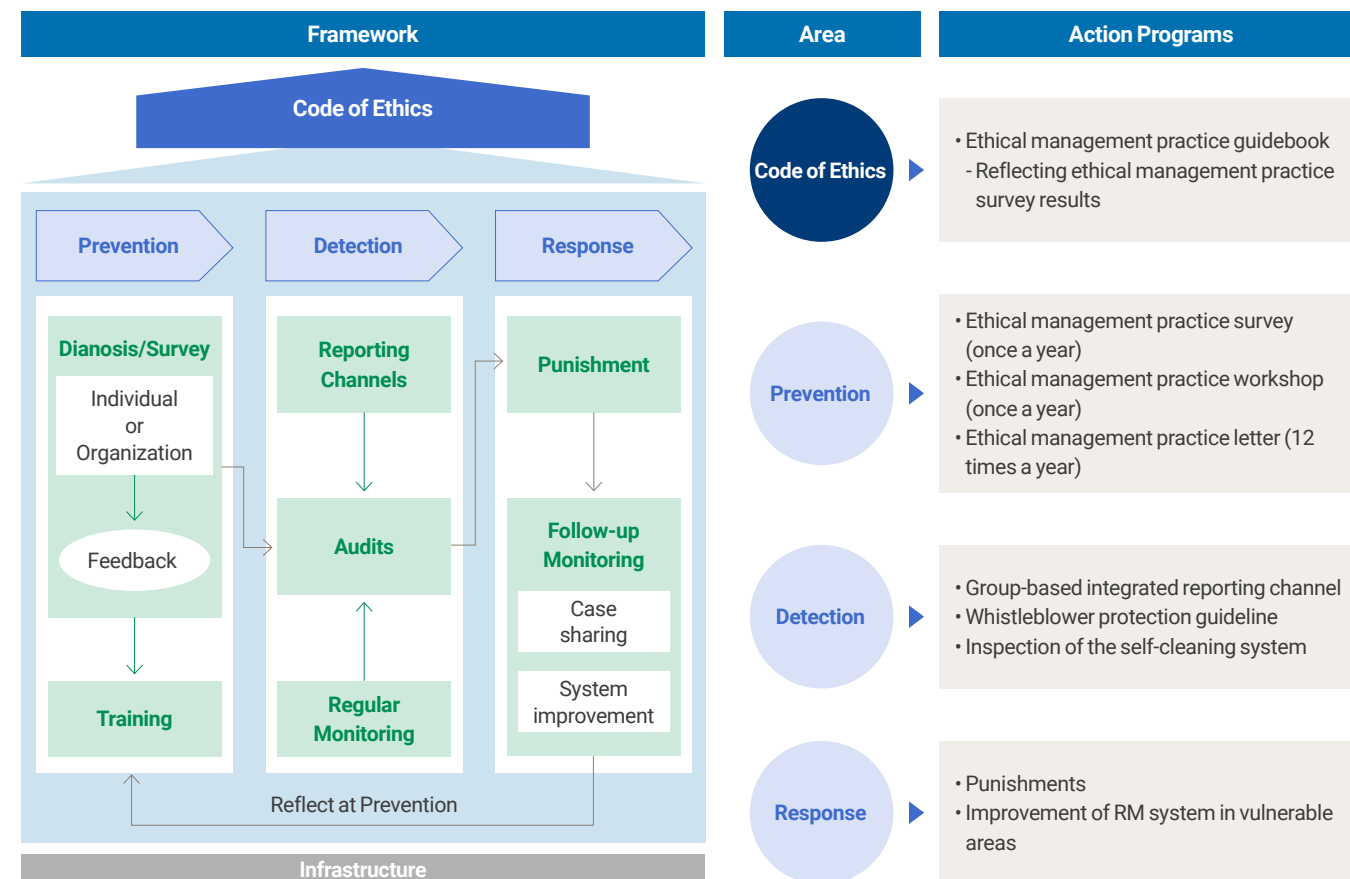 Framework
Code of Ethics
Prevention
Detection
Response
Dianosis/Survey
Individual
or
Organization
Feedback
Training
Reporting
Channels
Audits
Regular
Monitoring
Punishment
Follow-up
Monitoring
Case
sharing
System
improvement
Reflect at Prevention
Infrastructure
Area
Action Programs
Code of Ethics
• Ethical management practice guidebook
- Reflecting ethical management practice
survey results
Prevention
• Ethical management practice survey
(once a year)
• Ethical management practice workshop
(once a year)
• Ethical management practice letter (12
times a year)
Detection
• Group-based integrated reporting channel
• Whistleblower protection guideline
• Inspection of the self-cleaning system
Response
• Punishments
• Improvement of RM system in vulnerable
areas